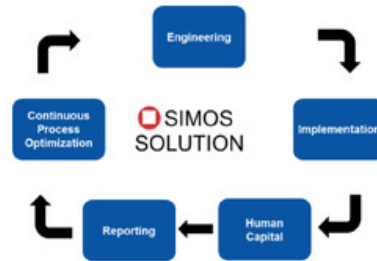 Engineering
Continuous
Process
Optimization
SIMOS
SOLUTION
Implementation
Reporting
Human
Capital